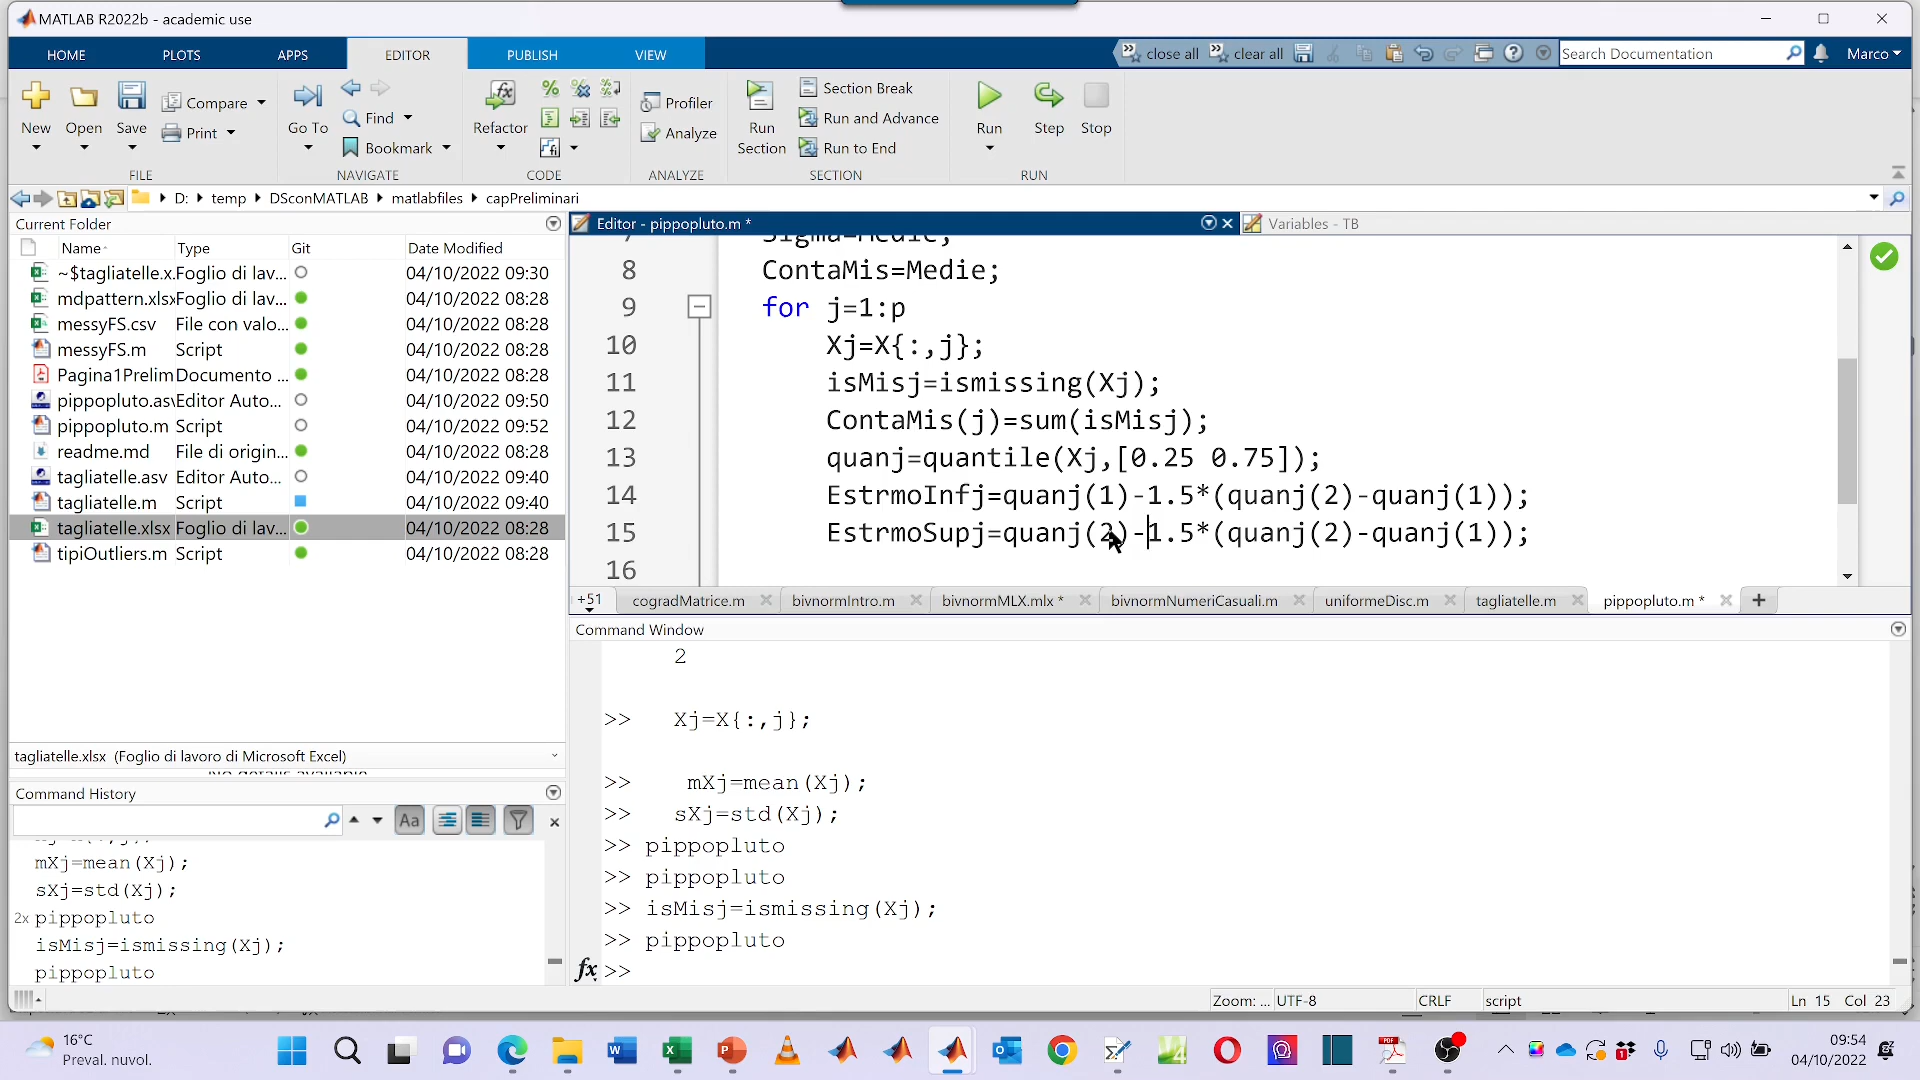 MATLAB R2022b - academic use
HOME PLOTS APPS EDITOR PUBLISH VIEW
close all clear all Search Documentation Marco
New Open Save Compare Print
FILE
Go To Find Bookmark
NAVIGATE
Refactor
CODE
Profiler
Analyze
ANALYZE
Run Section
Section Break
Run and Advance
Run to End
SECTION
Run Step Stop
RUN
D: temp DSconMATLAB matlabfiles capPreliminari
Current Folder
Name Type Git Date Modified
~$tagliatelle.x... Foglio di lav... 04/10/2022 09:30
mdpattern.xlsx Foglio di lav... 04/10/2022 08:28
messyFS.csv File con valo... 04/10/2022 08:28
messyFS.m Script 04/10/2022 08:28
Pagina1Prelim Documento ... 04/10/2022 08:28
pippopluto.as Editor Auto... 04/10/2022 09:50
pippopluto.m Script 04/10/2022 09:52
readme.md File di origin... 04/10/2022 08:28
tagliatelle.asv Editor Auto... 04/10/2022 09:40
tagliatelle.m Script 04/10/2022 09:40
tagliatelle.xlsx Foglio di lav... 04/10/2022 08:28
tipiOutliers.m Script 04/10/2022 08:28
tagliatelle.xlsx (Foglio di lavoro di Microsoft Excel)
No details available
Command History
Aa
mXj=mean(Xj);
sXj=std(Xj);
2x pippopluto
isMisj=ismissing(Xj);
pippopluto
Editor - pippopluto.m *
Variables - TB
7 Sigma=Medie;
8 ContaMis=Medie;
9 for j=1:p
10 Xj=X{:,j};
11 isMisj=ismissing(Xj);
12 ContaMis(j)=sum(isMisj);
13 quanj=quantile(Xj,[0.25 0.75]);
14 EstrmoInfj=quanj(1)-1.5*(quanj(2)-quanj(1));
15 EstrmoSupj=quanj(2)-1.5*(quanj(2)-quanj(1));
16
+51 cogradMatrice.m bivnormIntro.m bivnormMLX.mlx * bivnormNumeriCasuali.m uniformeDisc.m tagliatelle.m pippopluto.m * +
Command Window
2
>> Xj=X{:,j};
>> mXj=mean(Xj);
>> sXj=std(Xj);
>> pippopluto
>> pippopluto
>> isMisj=ismissing(Xj);
>> pippopluto
fx >>
Zoom: ... UTF-8 CRLF script Ln 15 Col 23
16°C
Preval. nuvol.
09:54
04/10/2022